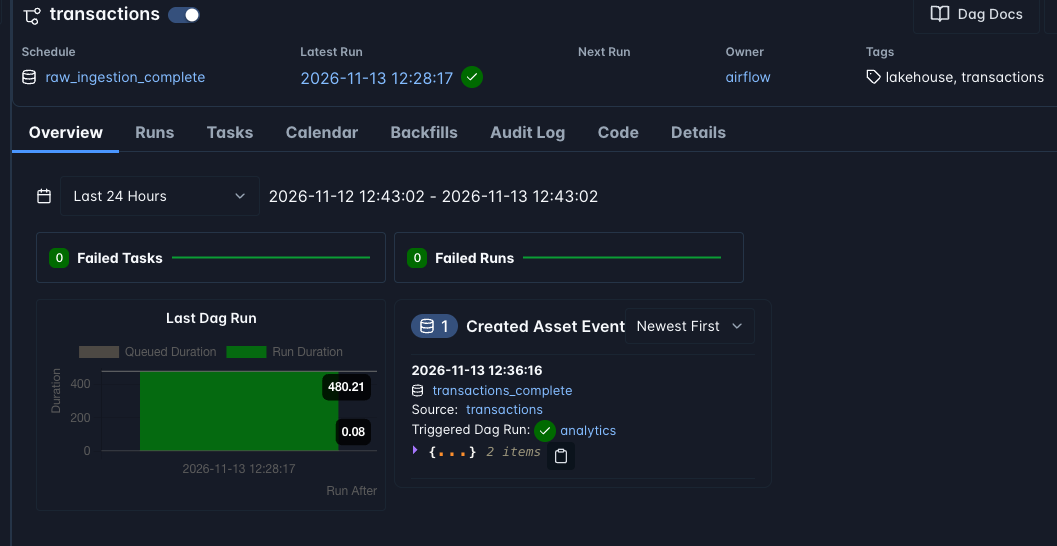 transactions
Dag Docs
Schedule
Latest Run
Next Run
Owner
Tags
raw_ingestion_complete
2026-11-13 12:28:17
airflow
lakehouse, transactions
Overview
Runs
Tasks
Calendar
Backfills
Audit Log
Code
Details
Last 24 Hours
2026-11-12 12:43:02 - 2026-11-13 12:43:02
0 Failed Tasks
0 Failed Runs
Last Dag Run
Queued Duration
Run Duration
Duration
400
200
0
480.21
0.08
2026-11-13 12:28:17
Run After
1 Created Asset Event
Newest First
2026-11-13 12:36:16
transactions_complete
Source: transactions
Triggered Dag Run: analytics
{...} 2 items